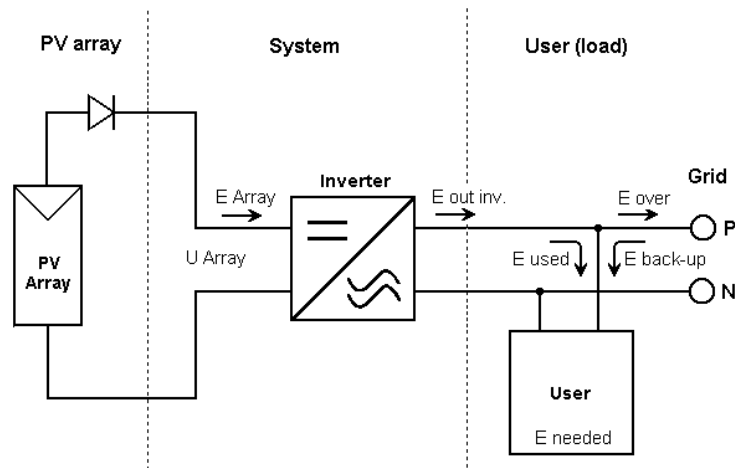 PV array
System
User (load)
Inverter
Grid
E Array
E out inv.
E over
P
PV
Array
U Array
E used
E back-up
N
User
E needed